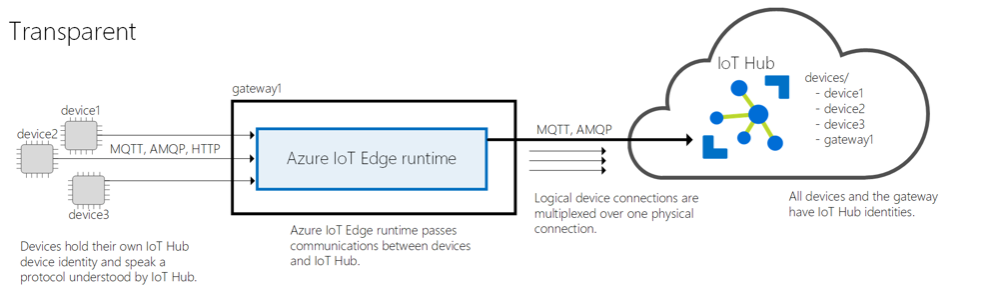 Transparent
gateway1
device1
device2
device3
MQTT, AMQP, HTTP
Azure IoT Edge runtime
MQTT, AMQP
IoT Hub
devices/
- device1
- device2
- device3
- gateway1
Devices hold their own IoT Hub
device identity and speak a
protocol understood by IoT Hub.
Azure IoT Edge runtime passes
communications between devices
and IoT Hub.
Logical device connections are
multiplexed over one physical
connection.
All devices and the gateway
have IoT Hub identities.